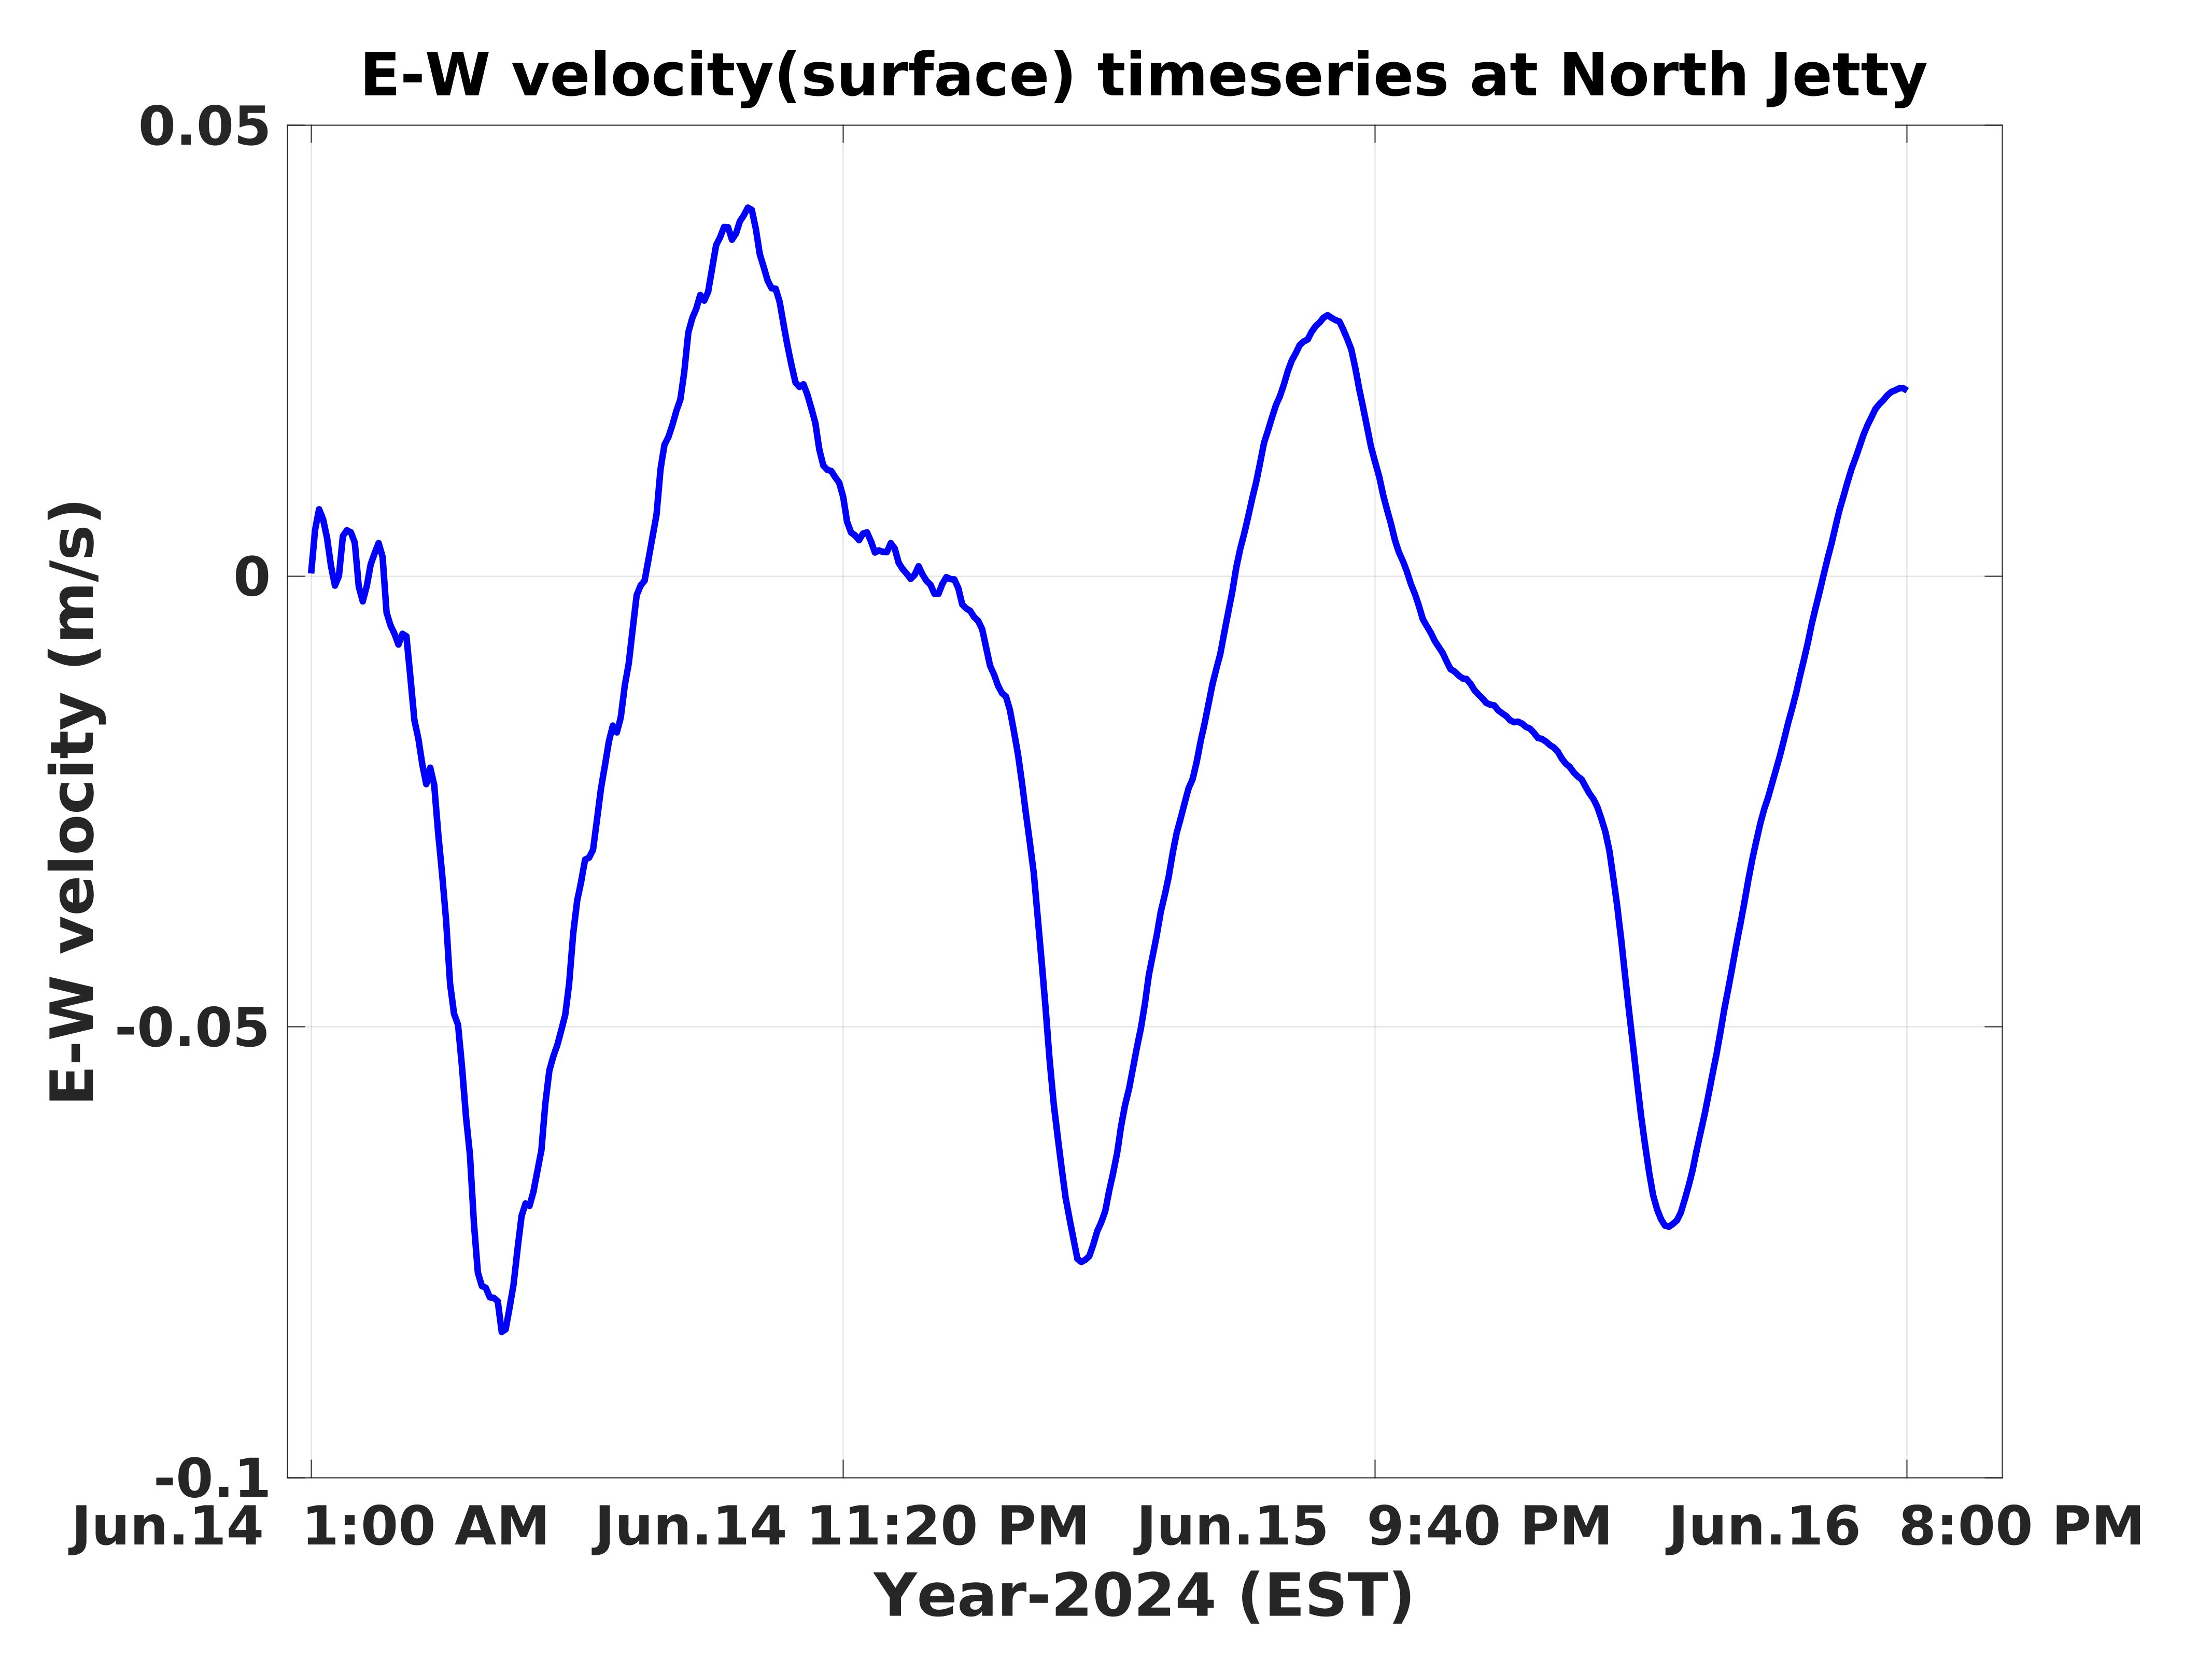 E-W velocity(surface) timeseries at North Jetty
0.05
0
-0.05
-0.1
E-W velocity (m/s)
Jun.14  1:00 AM
Jun.14 11:20 PM
Jun.15  9:40 PM
Jun.16  8:00 PM
Year-2024 (EST)